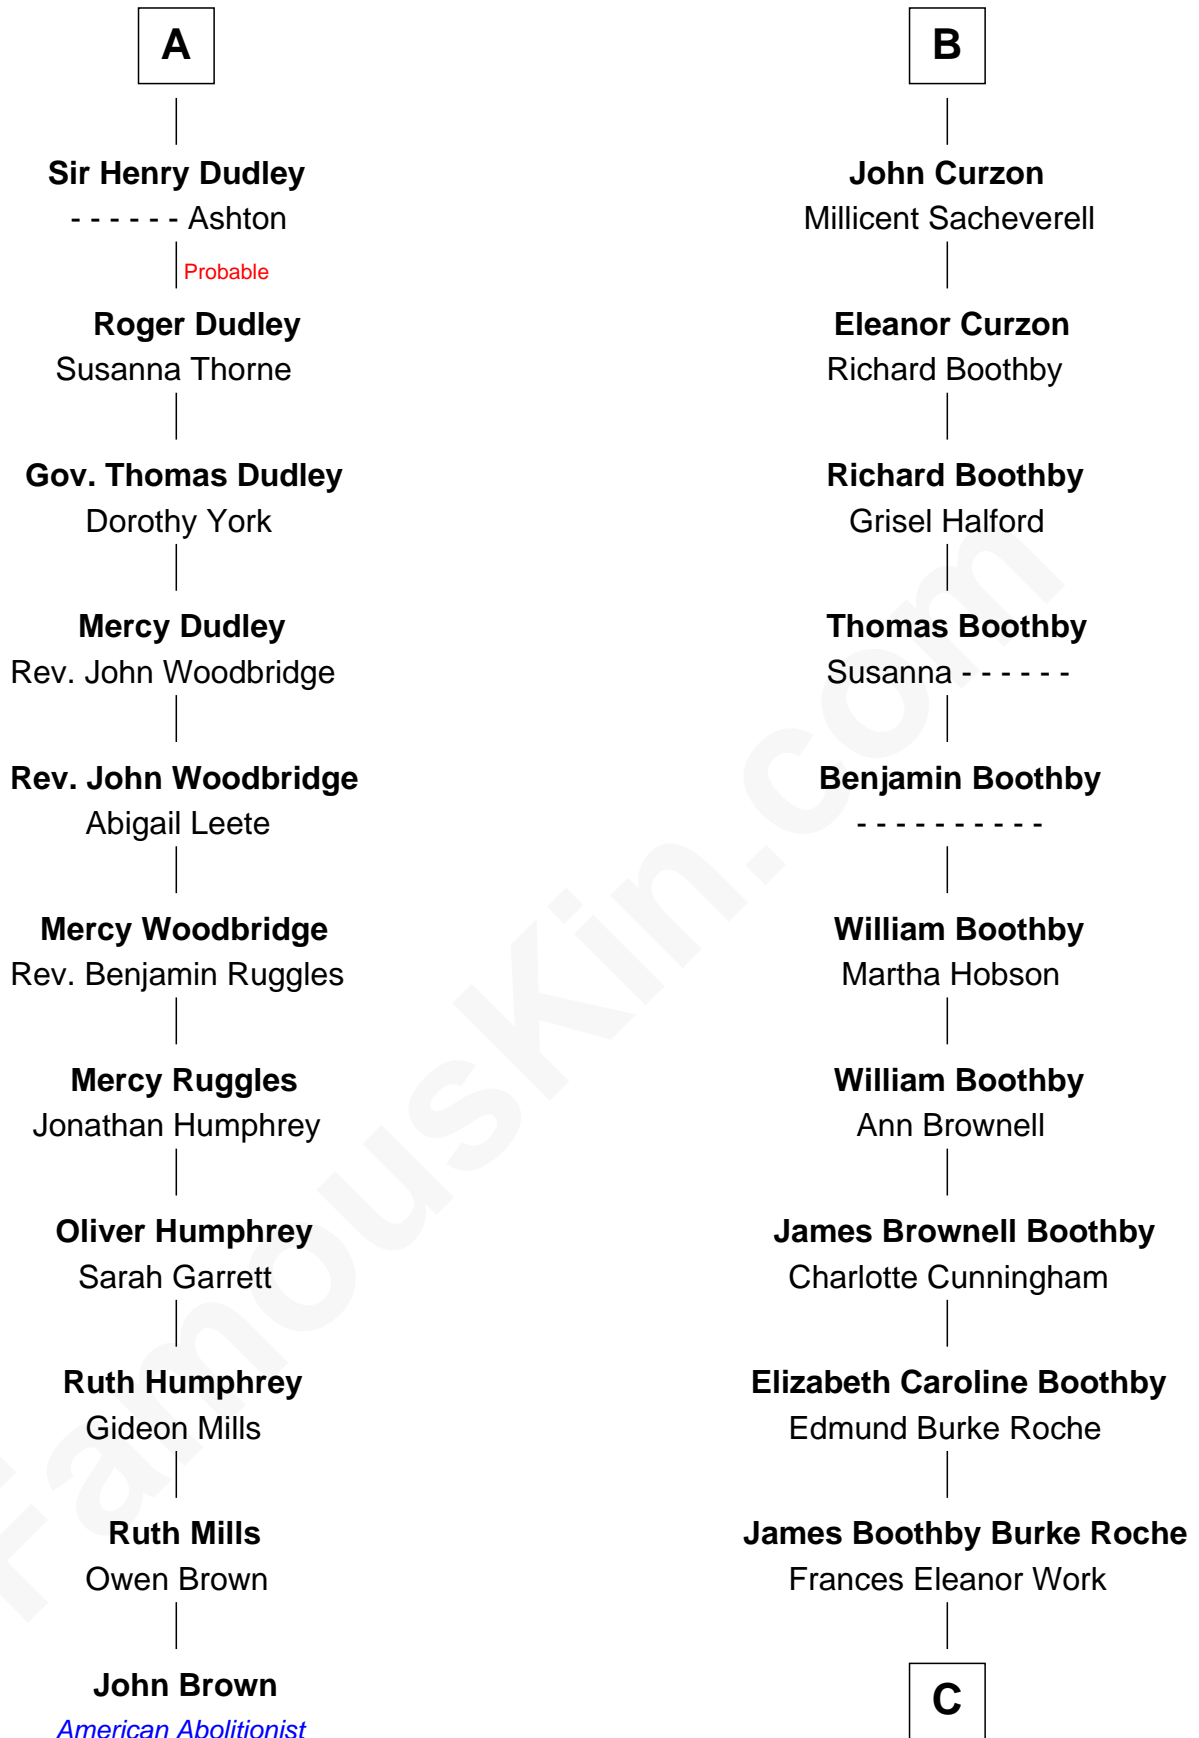 A
Sir Henry Dudley
- - - - - - Ashton
Probable
Roger Dudley
Susanna Thorne
Gov. Thomas Dudley
Dorothy York
Mercy Dudley
Rev. John Woodbridge
Rev. John Woodbridge
Abigail Leete
Mercy Woodbridge
Rev. Benjamin Ruggles
Mercy Ruggles
Jonathan Humphrey
Oliver Humphrey
Sarah Garrett
Ruth Humphrey
Gideon Mills
Ruth Mills
Owen Brown
John Brown
American Abolitionist
B
John Curzon
Millicent Sacheverell
Eleanor Curzon
Richard Boothby
Richard Boothby
Grisel Halford
Thomas Boothby
Susanna - - - - - -
Benjamin Boothby
- - - - - - - - - -
William Boothby
Martha Hobson
William Boothby
Ann Brownell
James Brownell Boothby
Charlotte Cunningham
Elizabeth Caroline Boothby
Edmund Burke Roche
James Boothby Burke Roche
Frances Eleanor Work
C
FamousKin.com